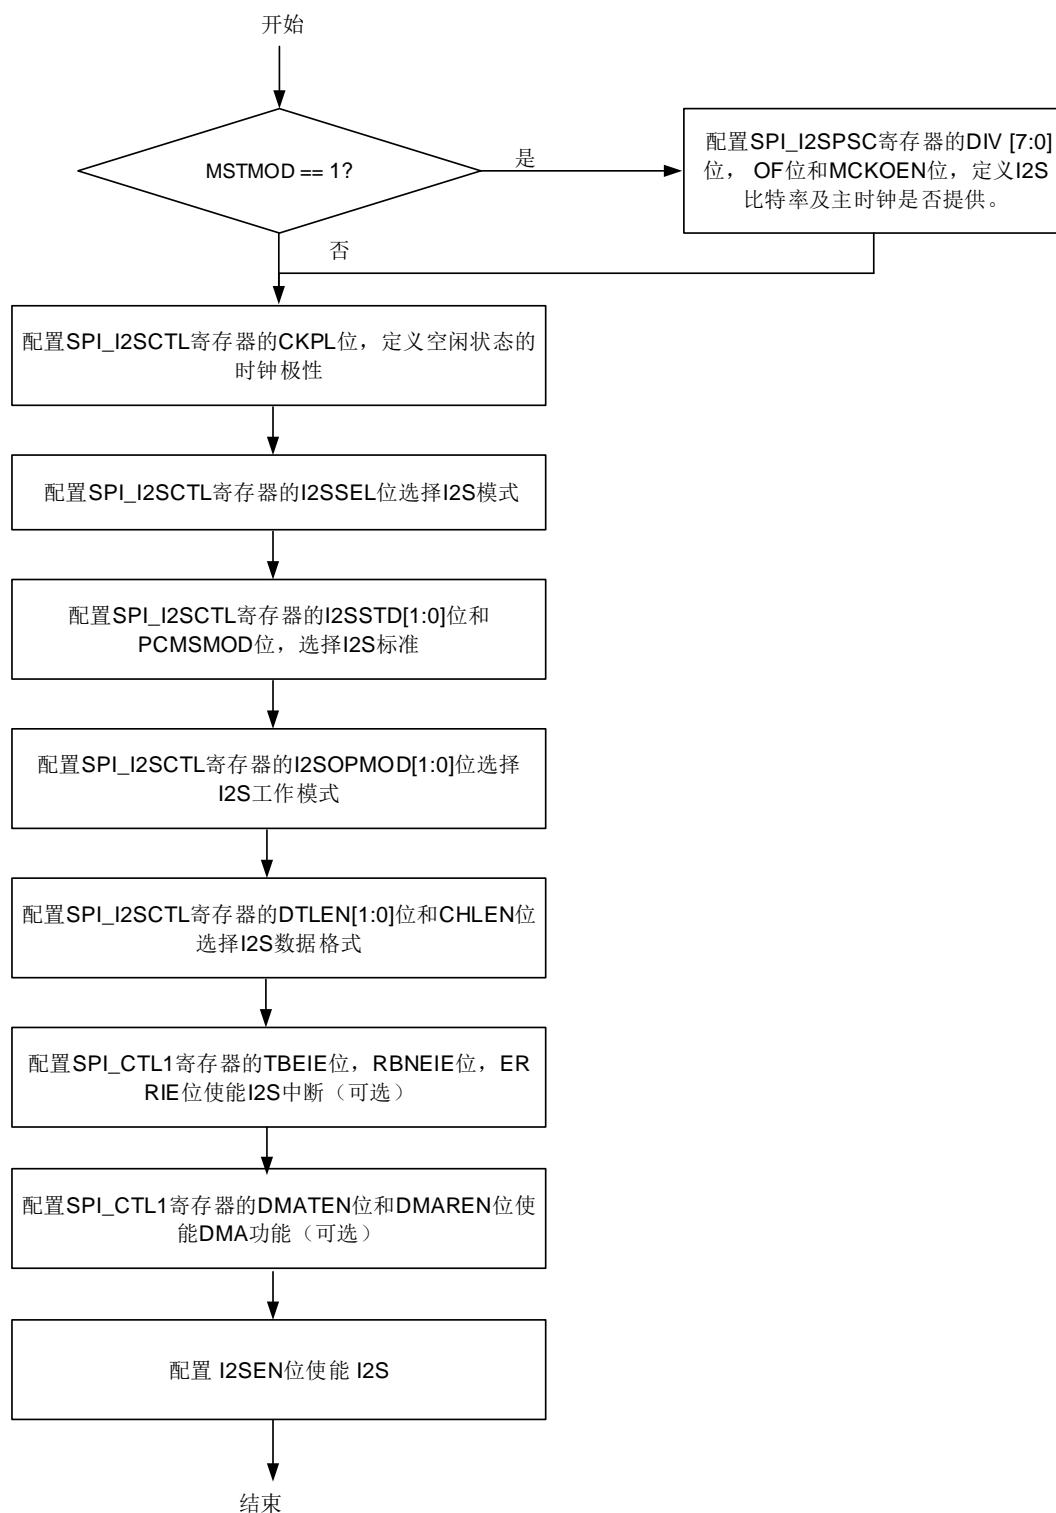 开始
MSTMOD == 1?
是
配置SPI_I2SPSC寄存器的DIV [7:0]
位， OF位和MCKOEN位，定义I2S
比特率及主时钟是否提供。
否
配置SPI_I2SCTL寄存器的CKPL位，定义空闲状态的
时钟极性
配置SPI_I2SCTL寄存器的I2SSEL位选择I2S模式
配置SPI_I2SCTL寄存器的I2SSTD[1:0]位和
PCMSMOD位，选择I2S标准
配置SPI_I2SCTL寄存器的I2SOPMOD[1:0]位选择
I2S工作模式
配置SPI_I2SCTL寄存器的DTLEN[1:0]位和CHLEN位
选择I2S数据格式
配置SPI_CTL1寄存器的TBEIE位，RBNEIE位，ER
RIE位使能I2S中断（可选）
配置SPI_CTL1寄存器的DMATEN位和DMAREN位使
能DMA功能（可选）
配置 I2SEN位使能 I2S
结束